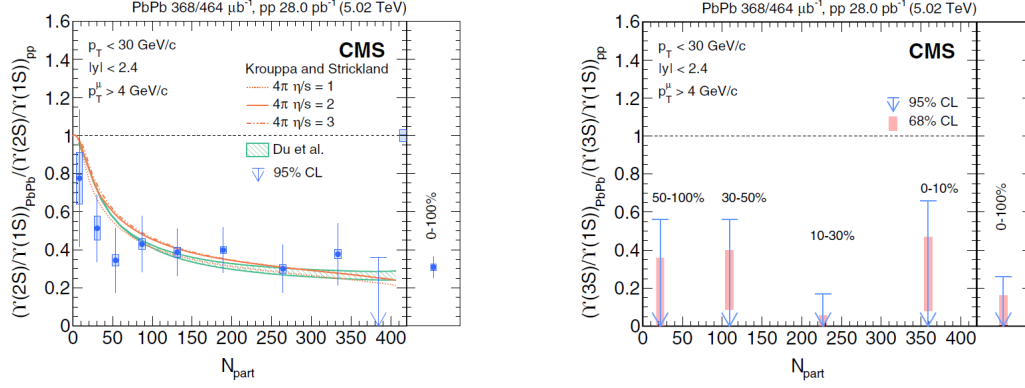 PbPb 368/464 μb⁻¹, pp 28.0 pb⁻¹ (5.02 TeV)
p_T < 30 GeV/c
|y| < 2.4
p_T^μ > 4 GeV/c
CMS
Krouppa and Strickland
4π η/s = 1
4π η/s = 2
4π η/s = 3
Du et al.
95% CL
(ϒ(2S)/ϒ(1S))_PbPb/(ϒ(2S)/ϒ(1S))_pp
1.6
1.4
1.2
1
0.8
0.6
0.4
0.2
0
0 50 100 150 200 250 300 350 400
N_part
0-100%
PbPb 368/464 μb⁻¹, pp 28.0 pb⁻¹ (5.02 TeV)
p_T < 30 GeV/c
|y| < 2.4
p_T^μ > 4 GeV/c
CMS
95% CL
68% CL
50-100%
30-50%
10-30%
0-10%
(ϒ(3S)/ϒ(1S))_PbPb/(ϒ(3S)/ϒ(1S))_pp
1.6
1.4
1.2
1
0.8
0.6
0.4
0.2
0
0 50 100 150 200 250 300 350 400
N_part
0-100%